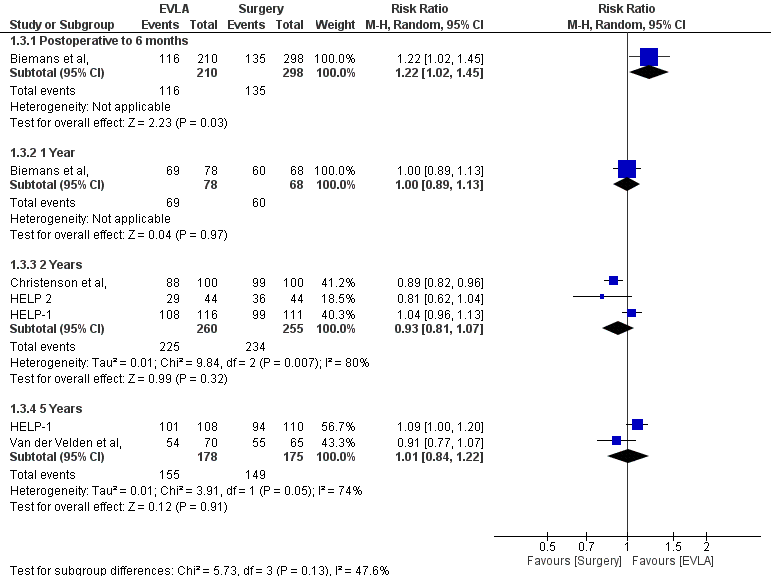 EVLA Surgery Risk Ratio Risk Ratio
Study or Subgroup Events Total Events Total Weight M-H, Random, 95% CI M-H, Random, 95% CI
1.3.1 Postoperative to 6 months
Biemans et al, 116 210 135 298 100.0% 1.22 [1.02, 1.45]
Subtotal (95% CI) 210 298 100.0% 1.22 [1.02, 1.45]
Total events 116 135
Heterogeneity: Not applicable
Test for overall effect: Z = 2.23 (P = 0.03)
1.3.2 1 Year
Biemans et al, 69 78 60 68 100.0% 1.00 [0.89, 1.13]
Subtotal (95% CI) 78 68 100.0% 1.00 [0.89, 1.13]
Total events 69 60
Heterogeneity: Not applicable
Test for overall effect: Z = 0.04 (P = 0.97)
1.3.3 2 Years
Christenson et al, 88 100 99 100 41.2% 0.89 [0.82, 0.96]
HELP 2 29 44 36 44 18.5% 0.81 [0.62, 1.04]
HELP-1 108 116 99 111 40.3% 1.04 [0.96, 1.13]
Subtotal (95% CI) 260 255 100.0% 0.93 [0.81, 1.07]
Total events 225 234
Heterogeneity: Tau² = 0.01; Chi² = 9.84, df = 2 (P = 0.007); I² = 80%
Test for overall effect: Z = 0.99 (P = 0.32)
1.3.4 5 Years
HELP-1 101 108 94 110 56.7% 1.09 [1.00, 1.20]
Van der Velden et al, 54 70 55 65 43.3% 0.91 [0.77, 1.07]
Subtotal (95% CI) 178 175 100.0% 1.01 [0.84, 1.22]
Total events 155 149
Heterogeneity: Tau² = 0.01; Chi² = 3.91, df = 1 (P = 0.05); I² = 74%
Test for overall effect: Z = 0.12 (P = 0.91)
0.5 0.7 1 1.5 2
Favours [Surgery] Favours [EVLA]
Test for subgroup differences: Chi² = 5.73, df = 3 (P = 0.13), I² = 47.6%